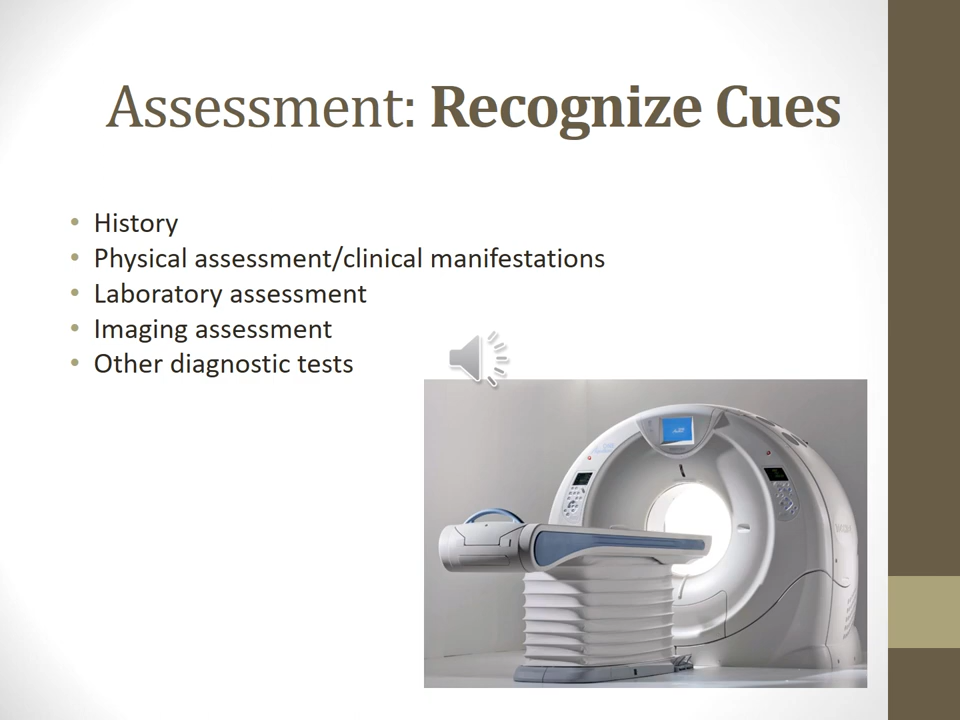 Assessment: Recognize Cues
• History
• Physical assessment/clinical manifestations
• Laboratory assessment
• Imaging assessment
• Other diagnostic tests